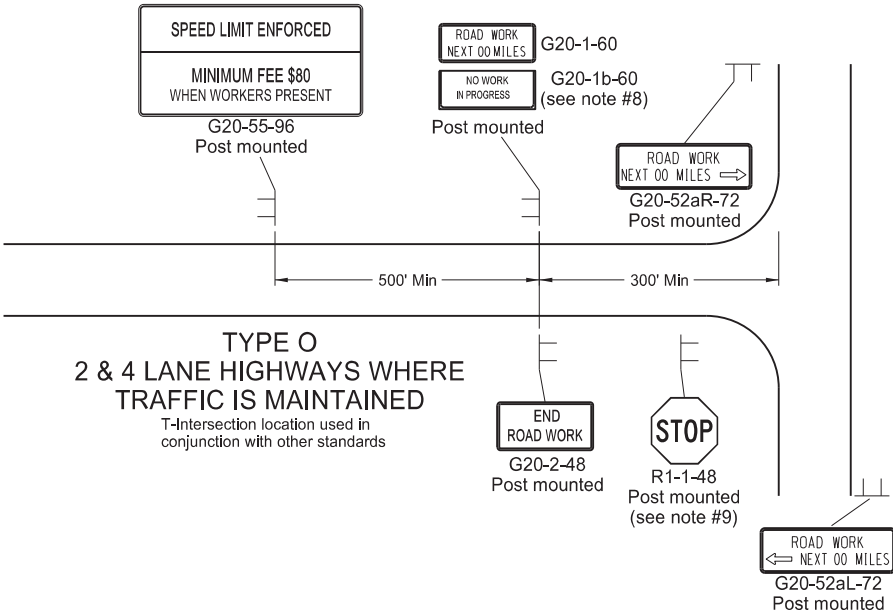 SPEED LIMIT ENFORCED
MINIMUM FEE $80
WHEN WORKERS PRESENT
G20-55-96
Post mounted
ROAD WORK
NEXT 00 MILES
G20-1-60
NO WORK
IN PROGRESS
G20-1b-60
(see note #8)
Post mounted
ROAD WORK
NEXT 00 MILES
G20-52aR-72
Post mounted
500' Min
300' Min
TYPE O
2 & 4 LANE HIGHWAYS WHERE
TRAFFIC IS MAINTAINED
T-Intersection location used in
conjunction with other standards
END
ROAD WORK
G20-2-48
Post mounted
STOP
R1-1-48
Post mounted
(see note #9)
ROAD WORK
NEXT 00 MILES
G20-52aL-72
Post mounted